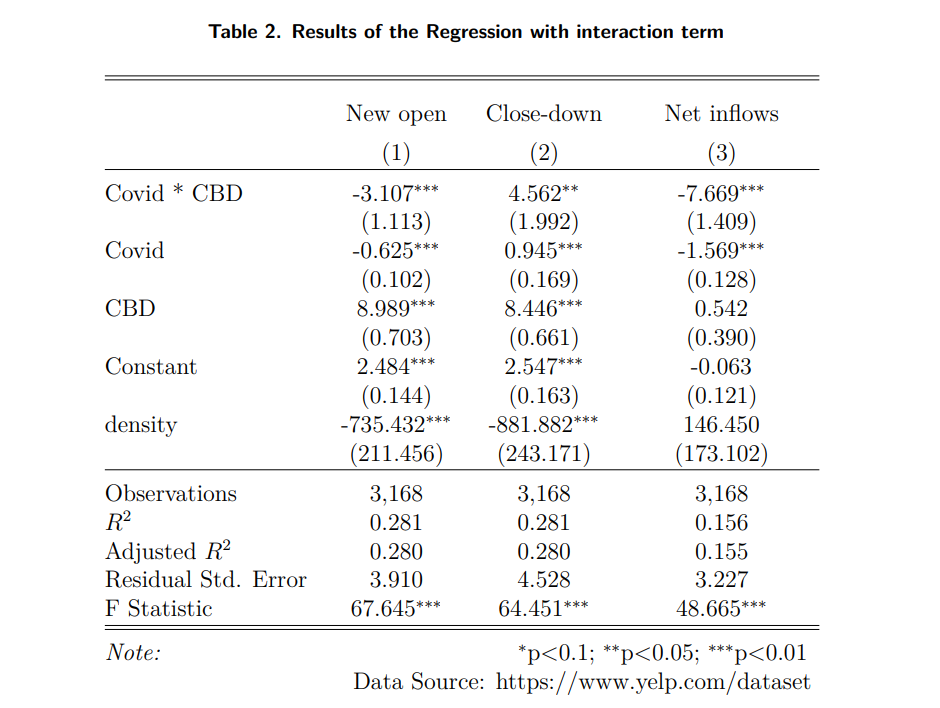 Table 2. Results of the Regression with interaction term
New open Close-down Net inflows
(1) (2) (3)
Covid * CBD -3.107*** 4.562** -7.669***
(1.113) (1.992) (1.409)
Covid -0.625*** 0.945*** -1.569***
(0.102) (0.169) (0.128)
CBD 8.989*** 8.446*** 0.542
(0.703) (0.661) (0.390)
Constant 2.484*** 2.547*** -0.063
(0.144) (0.163) (0.121)
density -735.432*** -881.882*** 146.450
(211.456) (243.171) (173.102)
Observations 3,168 3,168 3,168
R² 0.281 0.281 0.156
Adjusted R² 0.280 0.280 0.155
Residual Std. Error 3.910 4.528 3.227
F Statistic 67.645*** 64.451*** 48.665***
Note: *p<0.1; **p<0.05; ***p<0.01
Data Source: https://www.yelp.com/dataset